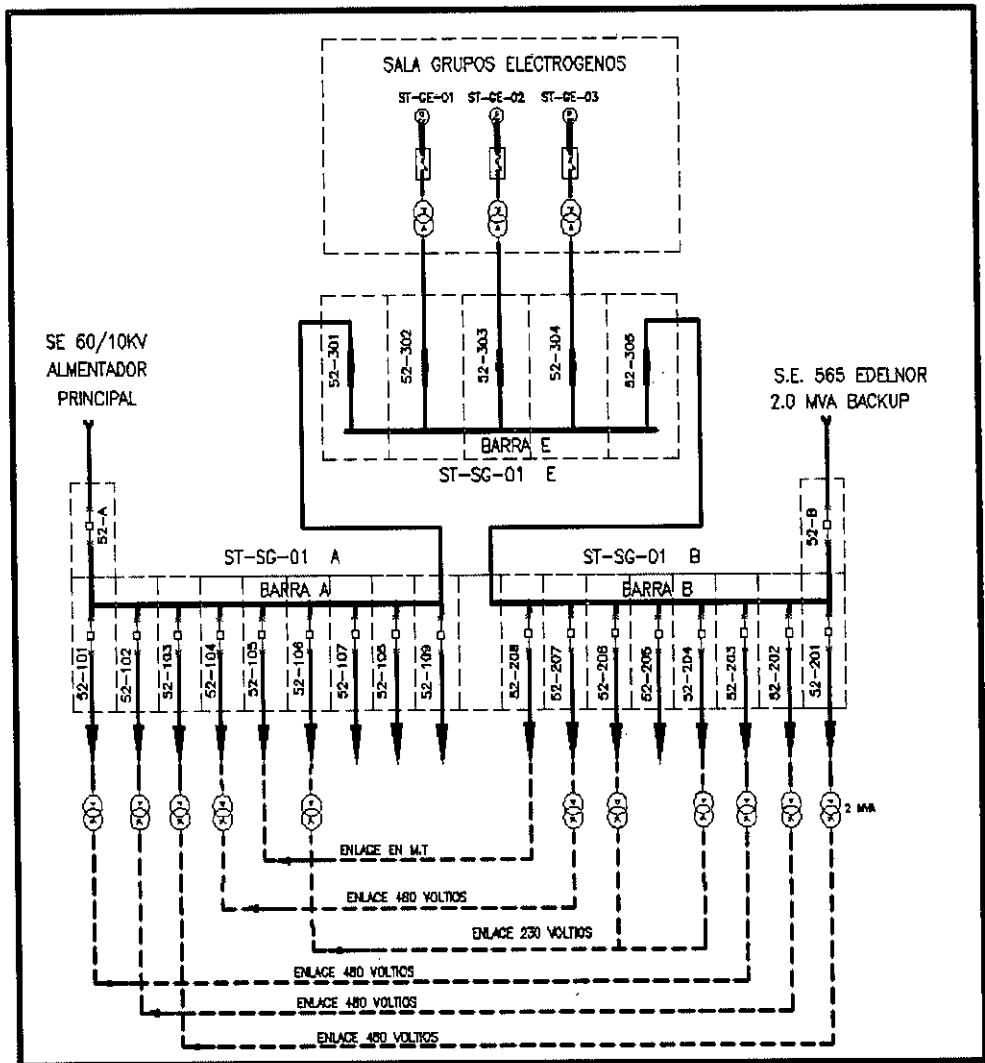 SALA GRUPOS ELÉCTROGENOS
ST-GE-01 ST-GE-02 ST-GE-03
52-301
52-302
52-303
52-304
52-305
SE 60/10KV
ALMENTADOR
PRINCIPAL
S.E. 565 EDELNOR
2.0 MVA BACKUP
BARRA E
ST-SG-01 E
52-A
52-B
ST-SG-01 A
ST-SG-01 B
BARRA A
BARRA B
52-101
52-102
52-103
52-104
52-105
52-106
52-107
52-109
52-208
52-207
52-206
52-205
52-204
52-203
52-202
52-201
2 MVA
ENLACE EN M.T
ENLACE 480 VOLTIOS
ENLACE 230 VOLTIOS
ENLACE 480 VOLTIOS
ENLACE 480 VOLTIOS
ENLACE 480 VOLTIOS